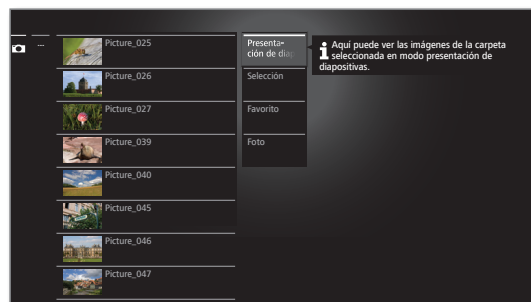 ...
Picture_025
Picture_026
Picture_027
Picture_039
Picture_040
Picture_045
Picture_046
Picture_047
Presenta-
ción de diap
Selección
Favorito
Foto
Aquí puede ver las imágenes de la carpeta
seleccionada en modo presentación de
diapositivas.